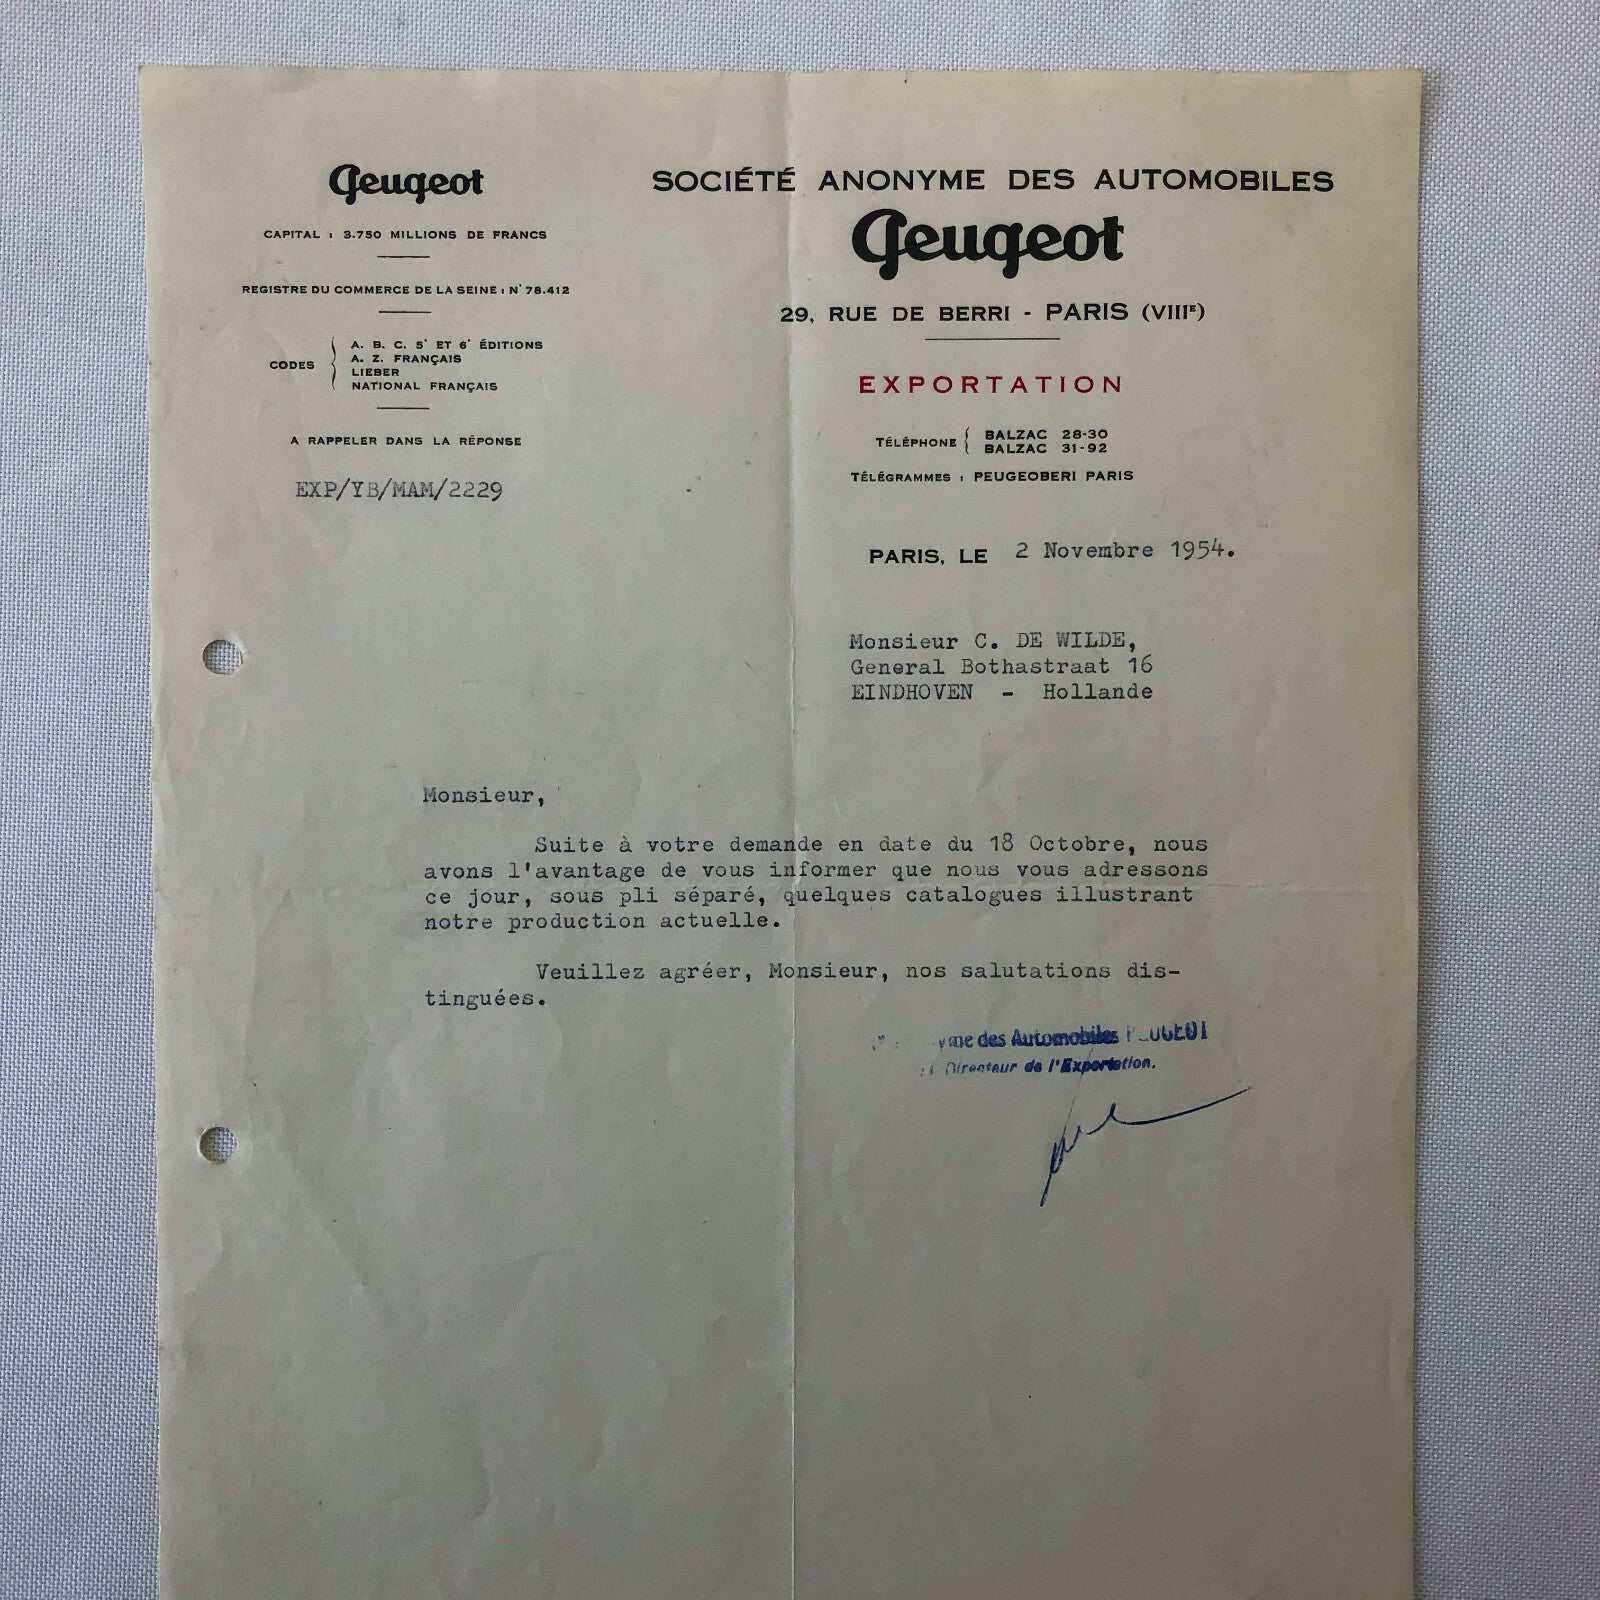 Peugeot
CAPITAL : 3.750 MILLIONS DE FRANCS
REGISTRE DU COMMERCE DE LA SEINE : N° 78.412
CODES
A. B. C. 5e ET 6e ÉDITIONS
A. Z. FRANÇAIS
LIEBER
NATIONAL FRANÇAIS
A RAPPELER DANS LA RÉPONSE
EXP/YB/MAM/2229
SOCIÉTÉ ANONYME DES AUTOMOBILES
Peugeot
29, RUE DE BERRI - PARIS (VIIIE)
EXPORTATION
TÉLÉPHONE
BALZAC 28-30
BALZAC 31-92
TÉLÉGRAMMES : PEUGEOBERI PARIS
PARIS, LE 2 Novembre 1954.
Monsieur C. DE WILDE,
General Bothastraat 16
EINDHOVEN - Hollande
Monsieur,
Suite à votre demande en date du 18 Octobre, nous
avons l'avantage de vous informer que nous vous adressons
ce jour, sous pli séparé, quelques catalogues illustrant
notre production actuelle.
Veuillez agréer, Monsieur, nos salutations dis-
tinguées.
des Automobiles PEUGEOT
Directeur de l'Exportation.